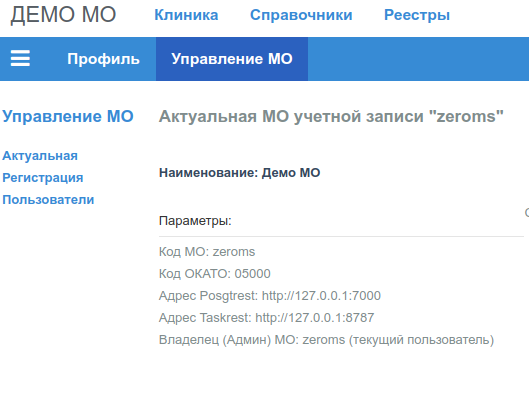 ДЕМО МО
Клиника
Справочники
Реестры
Профиль
Управление МО
Управление МО
Актуальная
Регистрация
Пользователи
Актуальная МО учетной записи "zeroms"
Наименование: Демо МО
Параметры:
Код МО: zeroms
Код ОКАТО: 05000
Адрес Posgtrest: http://127.0.0.1:7000
Адрес Taskrest: http://127.0.0.1:8787
Владелец (Админ) МО: zeroms (текущий пользователь)